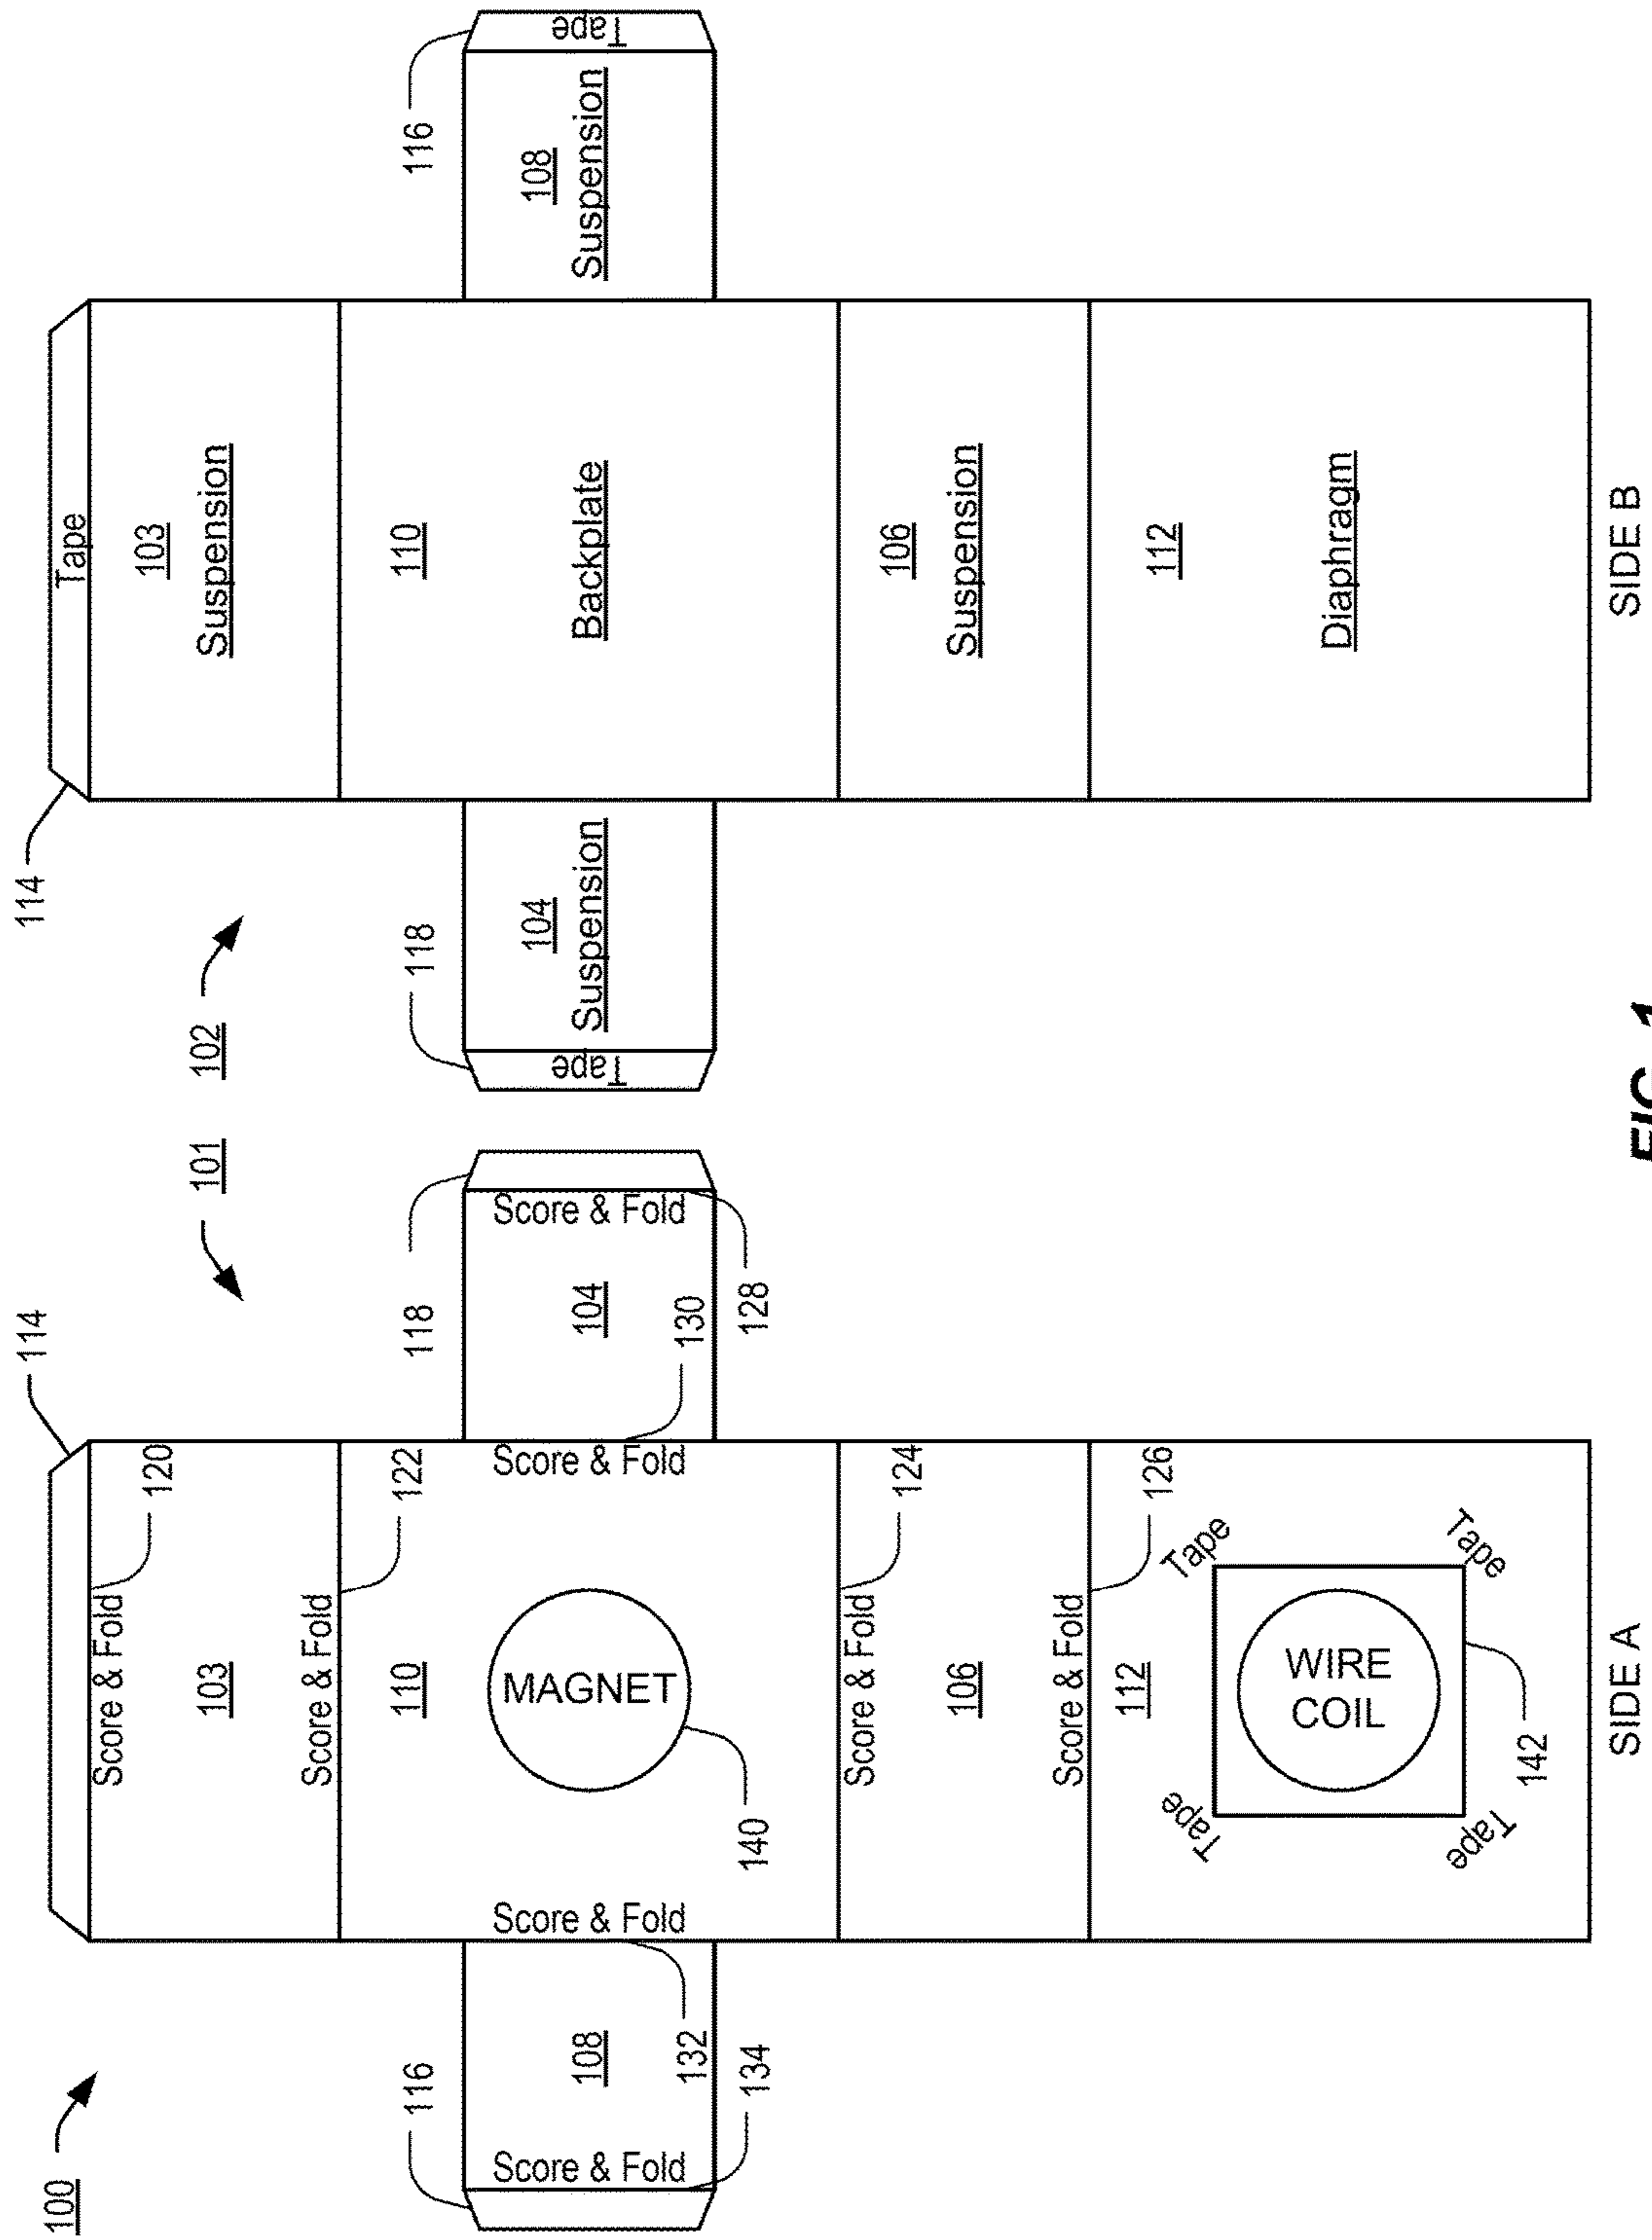 100
101
102
114
114
Score & Fold
120
103
Score & Fold
122
110
MAGNET
140
Score & Fold
132
108
116
Score & Fold
134
Score & Fold
130
104
118
Score & Fold
128
Score & Fold
124
106
Score & Fold
126
112
Tape
Tape
WIRE
COIL
142
Tape
Tape
SIDE A
Tape
103
Suspension
110
Backplate
118
104
Suspension
Tape
116
108
Suspension
Tape
106
Suspension
112
Diaphragm
SIDE B
FIG. 1